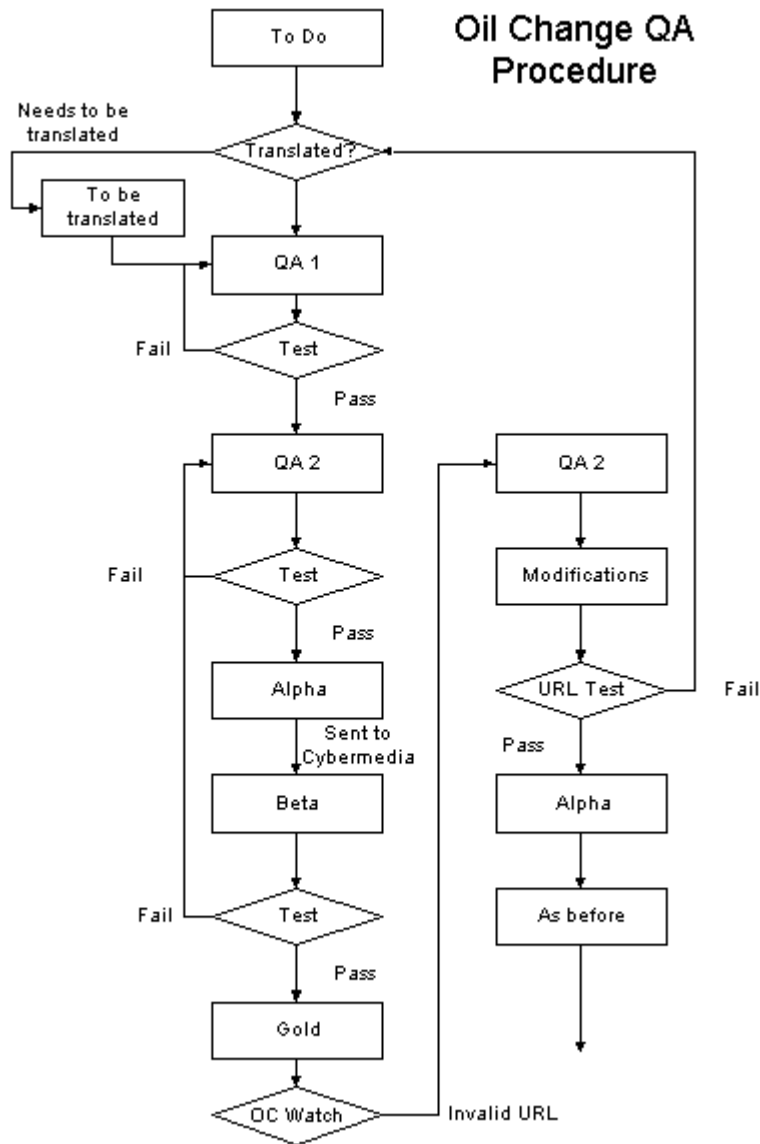 Oil Change QA
Procedure
To Do
Needs to be
translated
Translated?
To be
translated
QA 1
Fail
Test
Pass
QA 2
Fail
Test
Pass
Alpha
Sent to
Cybermedia
Beta
Fail
Test
Pass
Gold
OC Watch
Invalid URL
QA 2
Modifications
URL Test
Fail
Pass
Alpha
As before